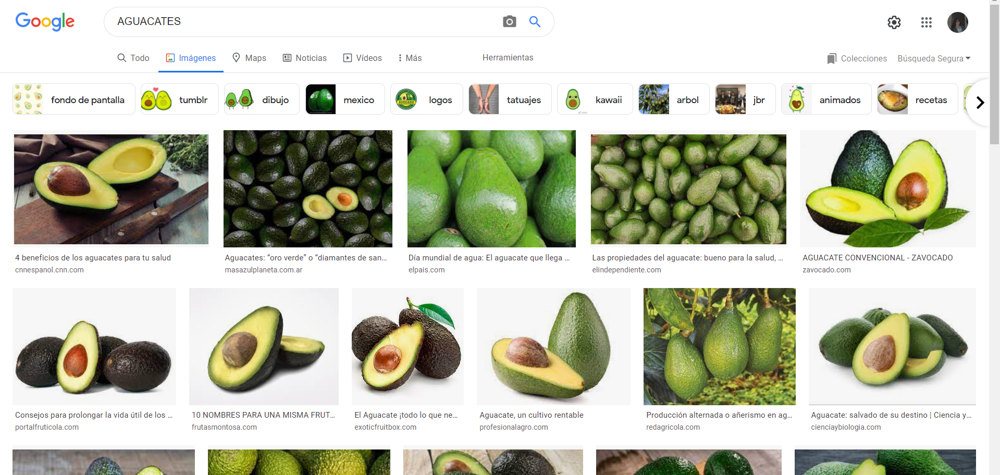 Google
AGUACATES
Todo
Imágenes
Maps
Noticias
Vídeos
Más
Herramientas
Colecciones
Búsqueda Segura
fondo de pantalla
tumblr
dibujo
mexico
AVOCADO
logos
tatuajes
kawaii
arbol
jbr
animados
recetas
4 beneficios de los aguacates para tu salud
cnnespanol.cnn.com
Aguacates: “oro verde” o “diamantes de san...
masazulplaneta.com.ar
Día mundial de agua: El aguacate que llega ...
elpais.com
Las propiedades del aguacate: bueno para la salud, ...
elindependiente.com
AGUACATE CONVENCIONAL - ZAVOCADO
zavocado.com
Consejos para prolongar la vida útil de los ...
portalfruticola.com
10 NOMBRES PARA UNA MISMA FRUT...
frutasmontosa.com
El Aguacate ¡todo lo que ne...
exoticfruitbox.com
Aguacate, un cultivo rentable
profesionalagro.com
Producción alternada o añerismo en ag...
redagricola.com
Aguacate: salvado de su destino | Ciencia y...
cienciaybiologia.com